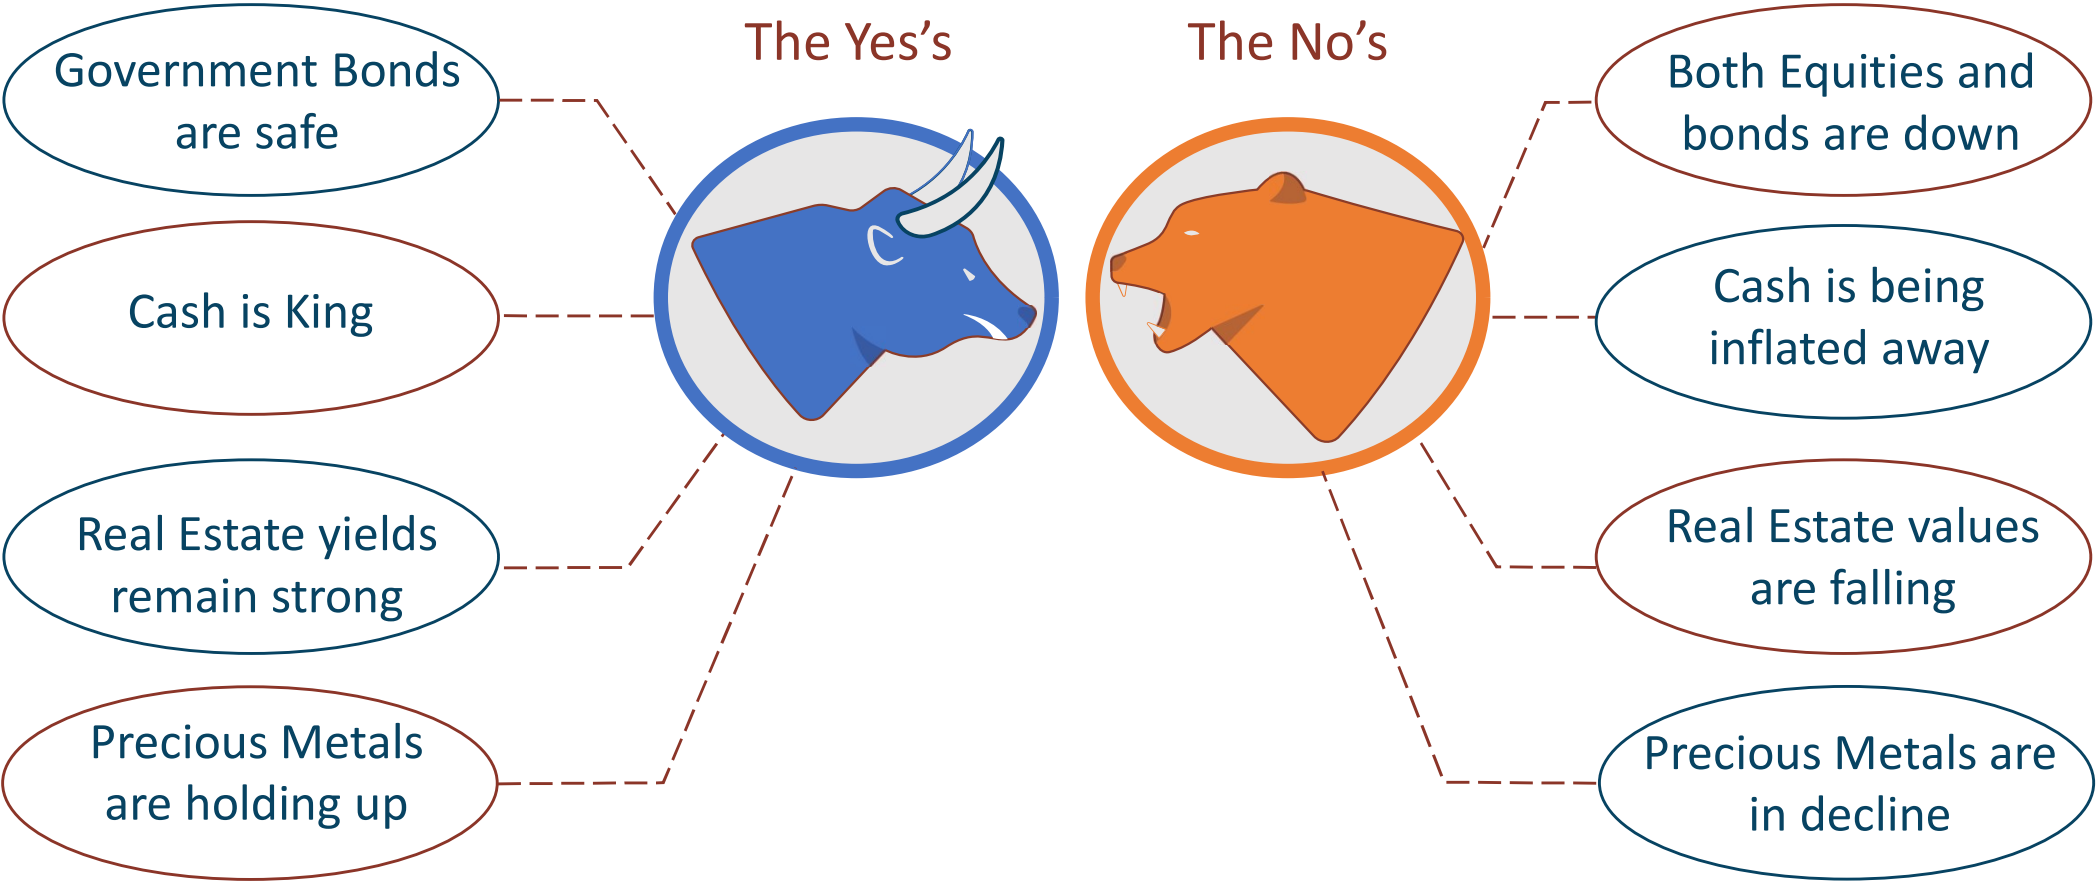 The Yes’s
Government Bonds
are safe
Cash is King
Real Estate yields
remain strong
Precious Metals
are holding up
The No’s
Both Equities and
bonds are down
Cash is being
inflated away
Real Estate values
are falling
Precious Metals are
in decline